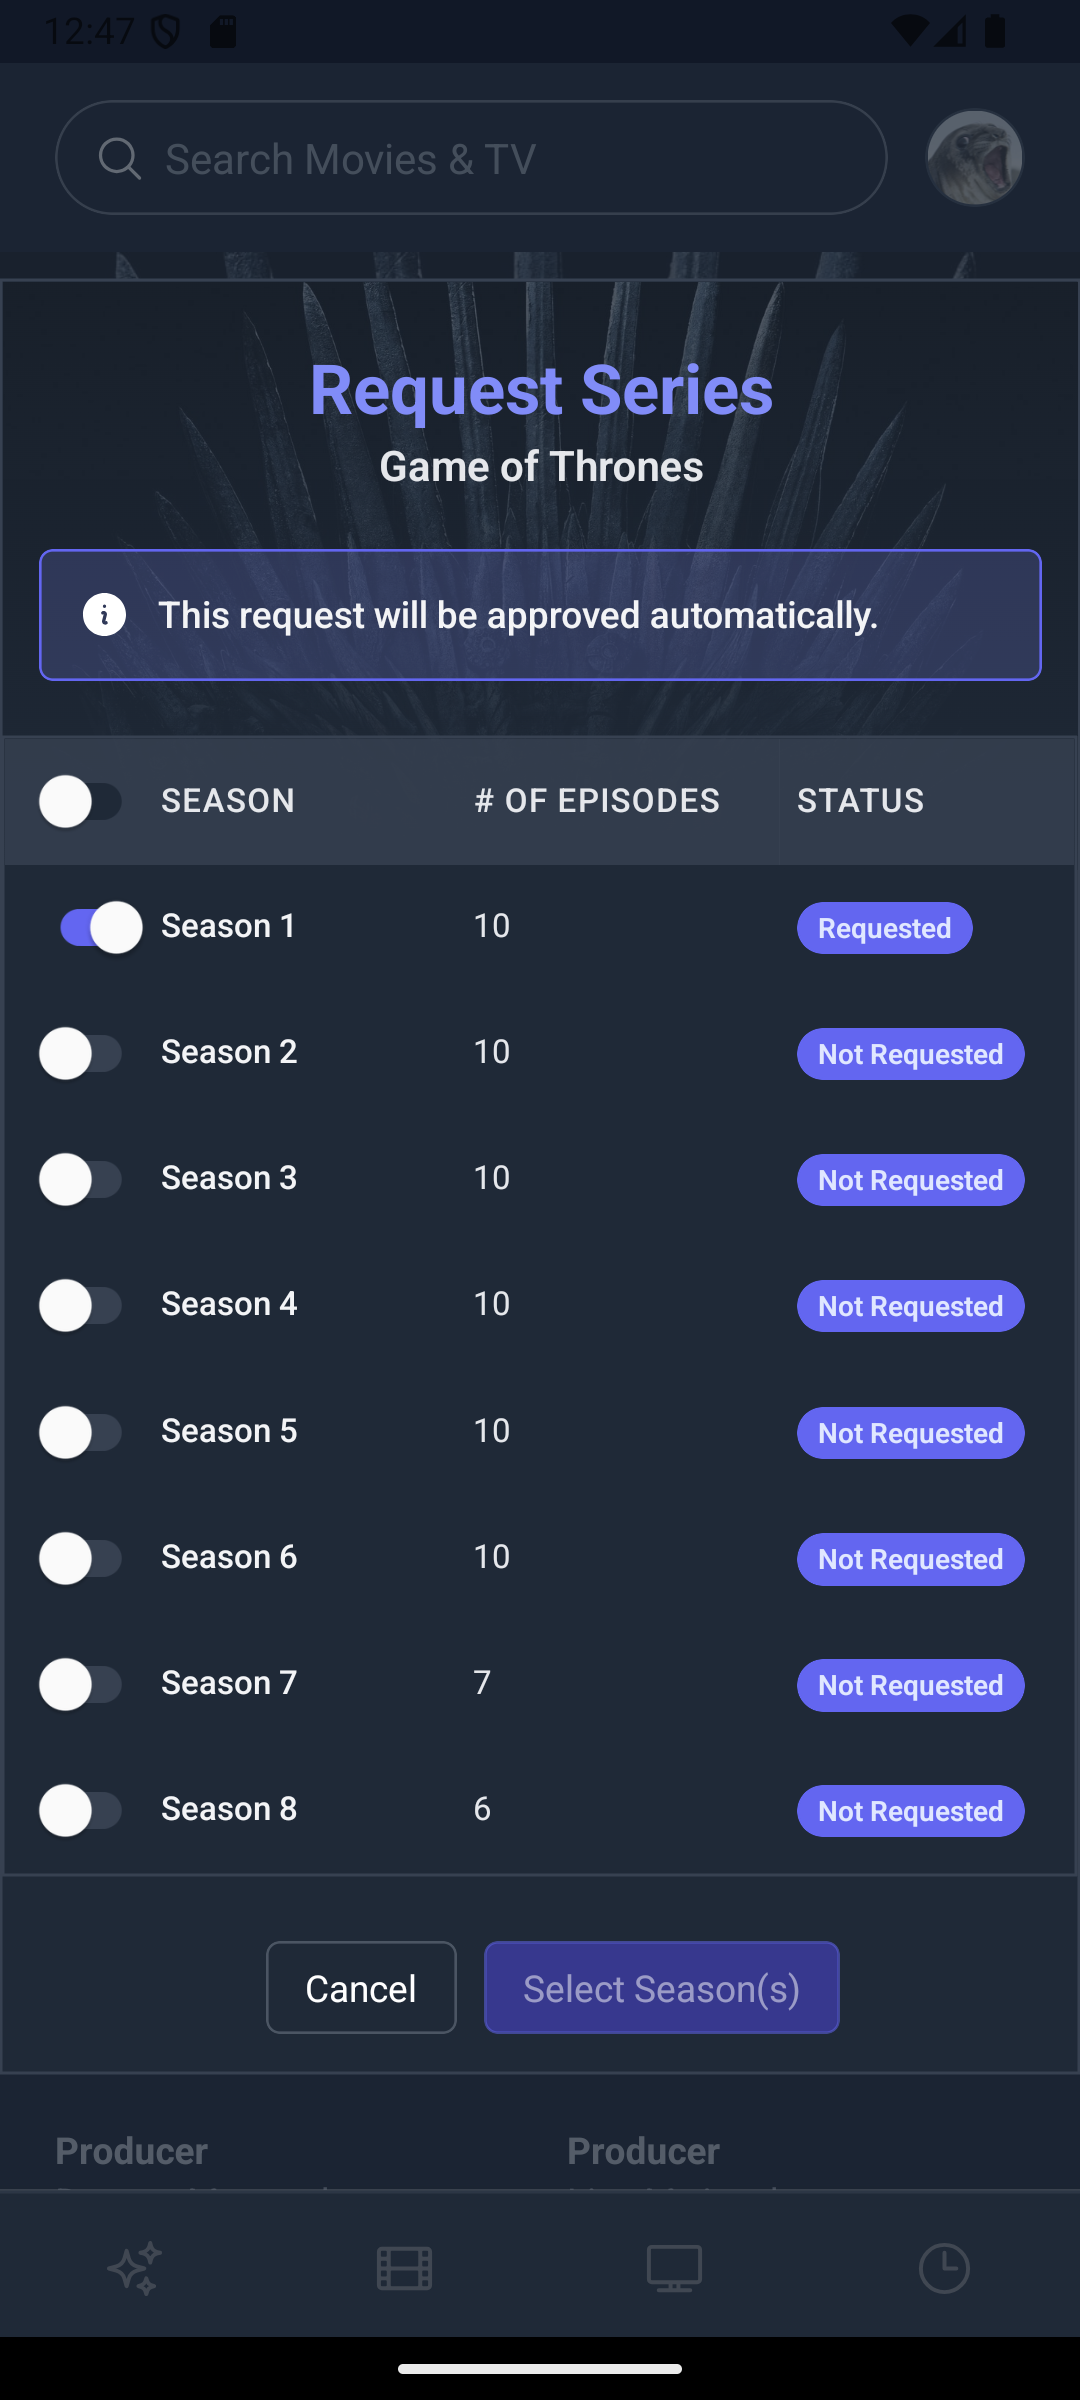 12:47
Search Movies & TV
Request Series
Game of Thrones
This request will be approved automatically.
SEASON # OF EPISODES STATUS
Season 1 10 Requested
Season 2 10 Not Requested
Season 3 10 Not Requested
Season 4 10 Not Requested
Season 5 10 Not Requested
Season 6 10 Not Requested
Season 7 7 Not Requested
Season 8 6 Not Requested
Cancel Select Season(s)
Producer Producer